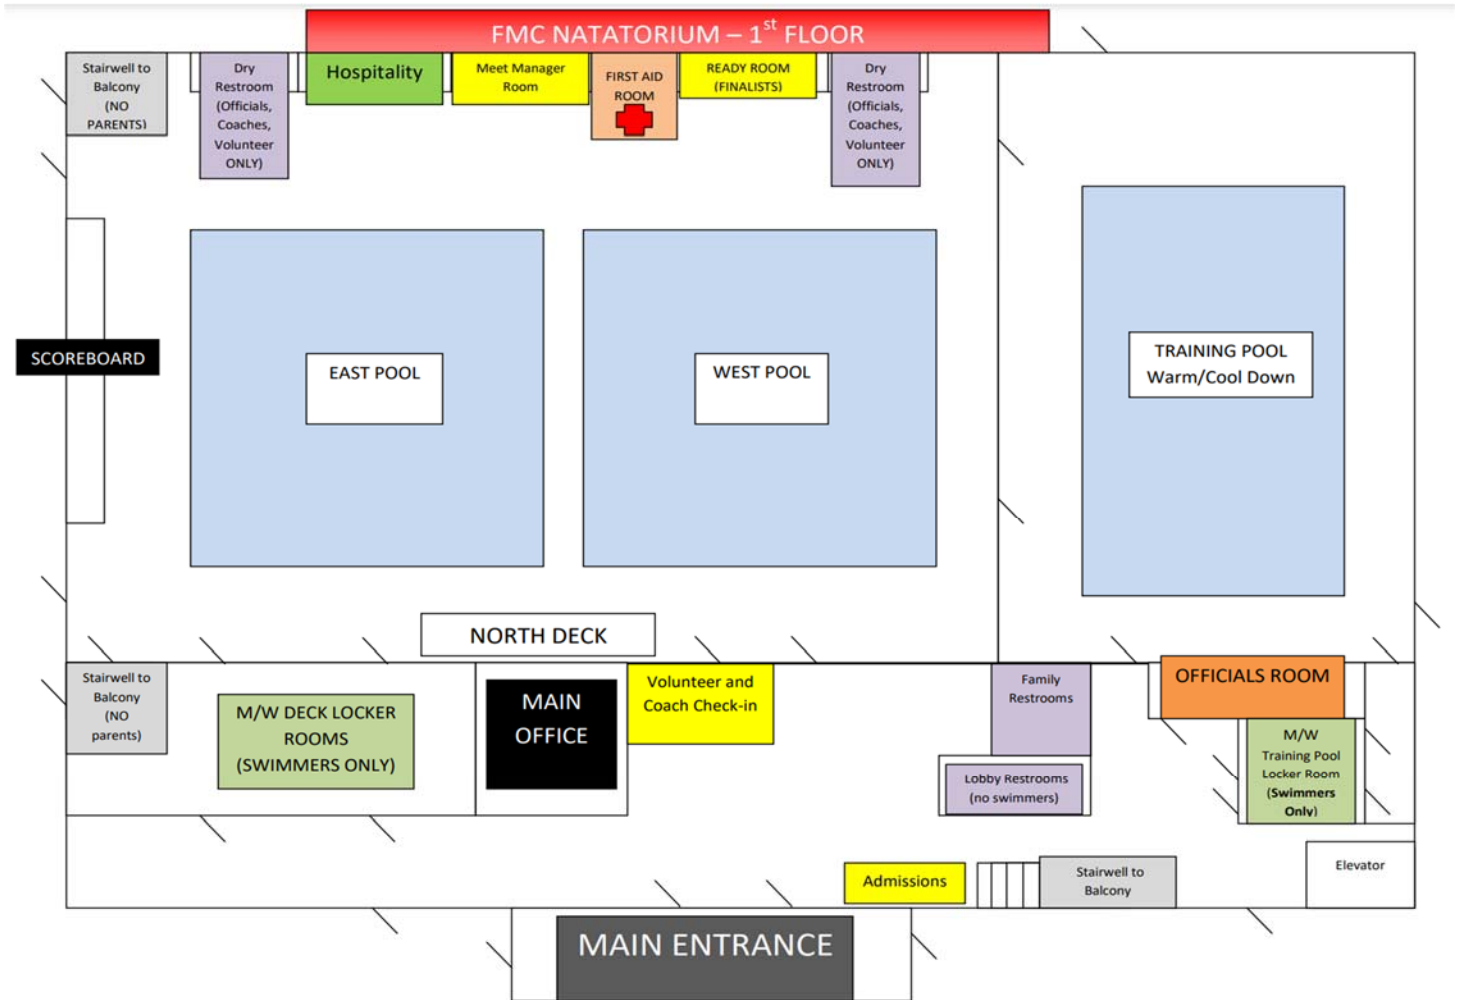 FMC NATATORIUM – 1st FLOOR
Stairwell to
Balcony
(NO
PARENTS)
Dry
Restroom
(Officials,
Coaches,
Volunteer
ONLY)
Hospitality
Meet Manager
Room
FIRST AID
ROOM
READY ROOM
(FINALISTS)
Dry
Restroom
(Officials,
Coaches,
Volunteer
ONLY)
SCOREBOARD
EAST POOL
WEST POOL
TRAINING POOL
Warm/Cool Down
NORTH DECK
Stairwell to
Balcony
(NO
parents)
M/W DECK LOCKER
ROOMS
(SWIMMERS ONLY)
MAIN
OFFICE
Volunteer and
Coach Check-in
Family
Restrooms
Lobby Restrooms
(no swimmers)
OFFICIALS ROOM
M/W
Training Pool
Locker Room
(Swimmers
Only)
Admissions
Stairwell to
Balcony
Elevator
MAIN ENTRANCE